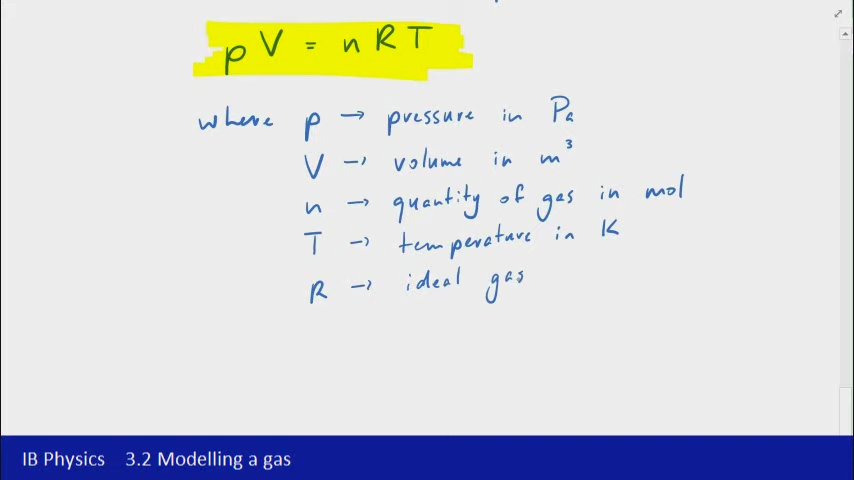 pV = nRT
where p → pressure in Pa
V → volume in m³
n → quantity of gas in mol
T → temperature in K
R → ideal gas
IB Physics 3.2 Modelling a gas